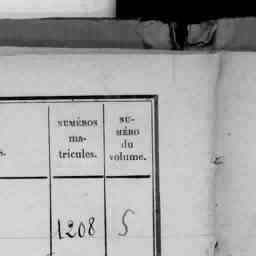 NUMÉROS
ma-
tricules.
NU-
MÉRO
du
volume.
s.
1208 5